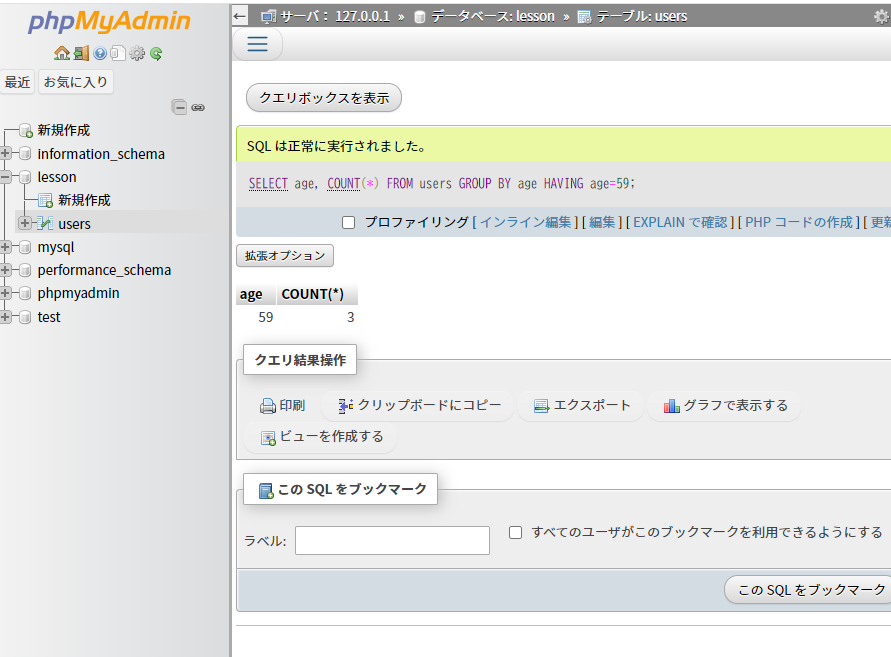 phpMyAdmin
最近 お気に入り
新規作成
information_schema
lesson
新規作成
users
mysql
performance_schema
phpmyadmin
test
サーバ: 127.0.0.1 » データベース: lesson » テーブル: users
クエリボックスを表示
SQL は正常に実行されました。
SELECT age, COUNT(*) FROM users GROUP BY age HAVING age=59;
プロファイリング [ インライン編集 ] [ 編集 ] [ EXPLAIN で確認 ] [ PHP コードの作成 ] [ 更新
拡張オプション
age COUNT(*)
59 3
クエリ結果操作
印刷 クリップボードにコピー エクスポート グラフで表示する
ビューを作成する
この SQL をブックマーク
ラベル: すべてのユーザがこのブックマークを利用できるようにする
この SQL をブックマーク